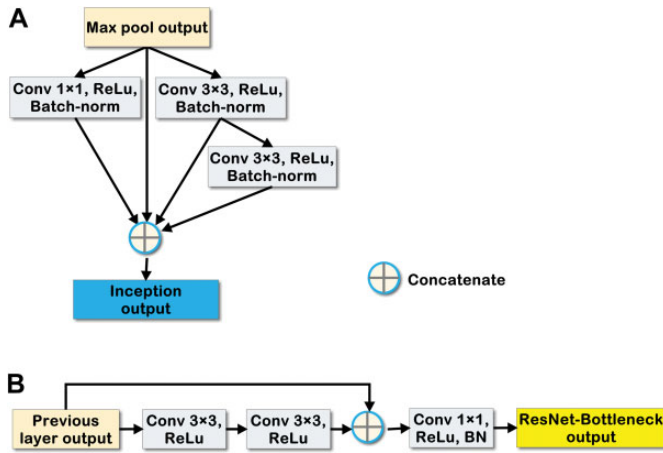 A
Max pool output
Conv 1×1, ReLu,
Batch-norm
Conv 3×3, ReLu,
Batch-norm
Conv 3×3, ReLu,
Batch-norm
Inception
output
Concatenate
B
Previous
layer output
Conv 3×3,
ReLu
Conv 3×3,
ReLu
Conv 1×1,
ReLu, BN
ResNet-Bottleneck
output